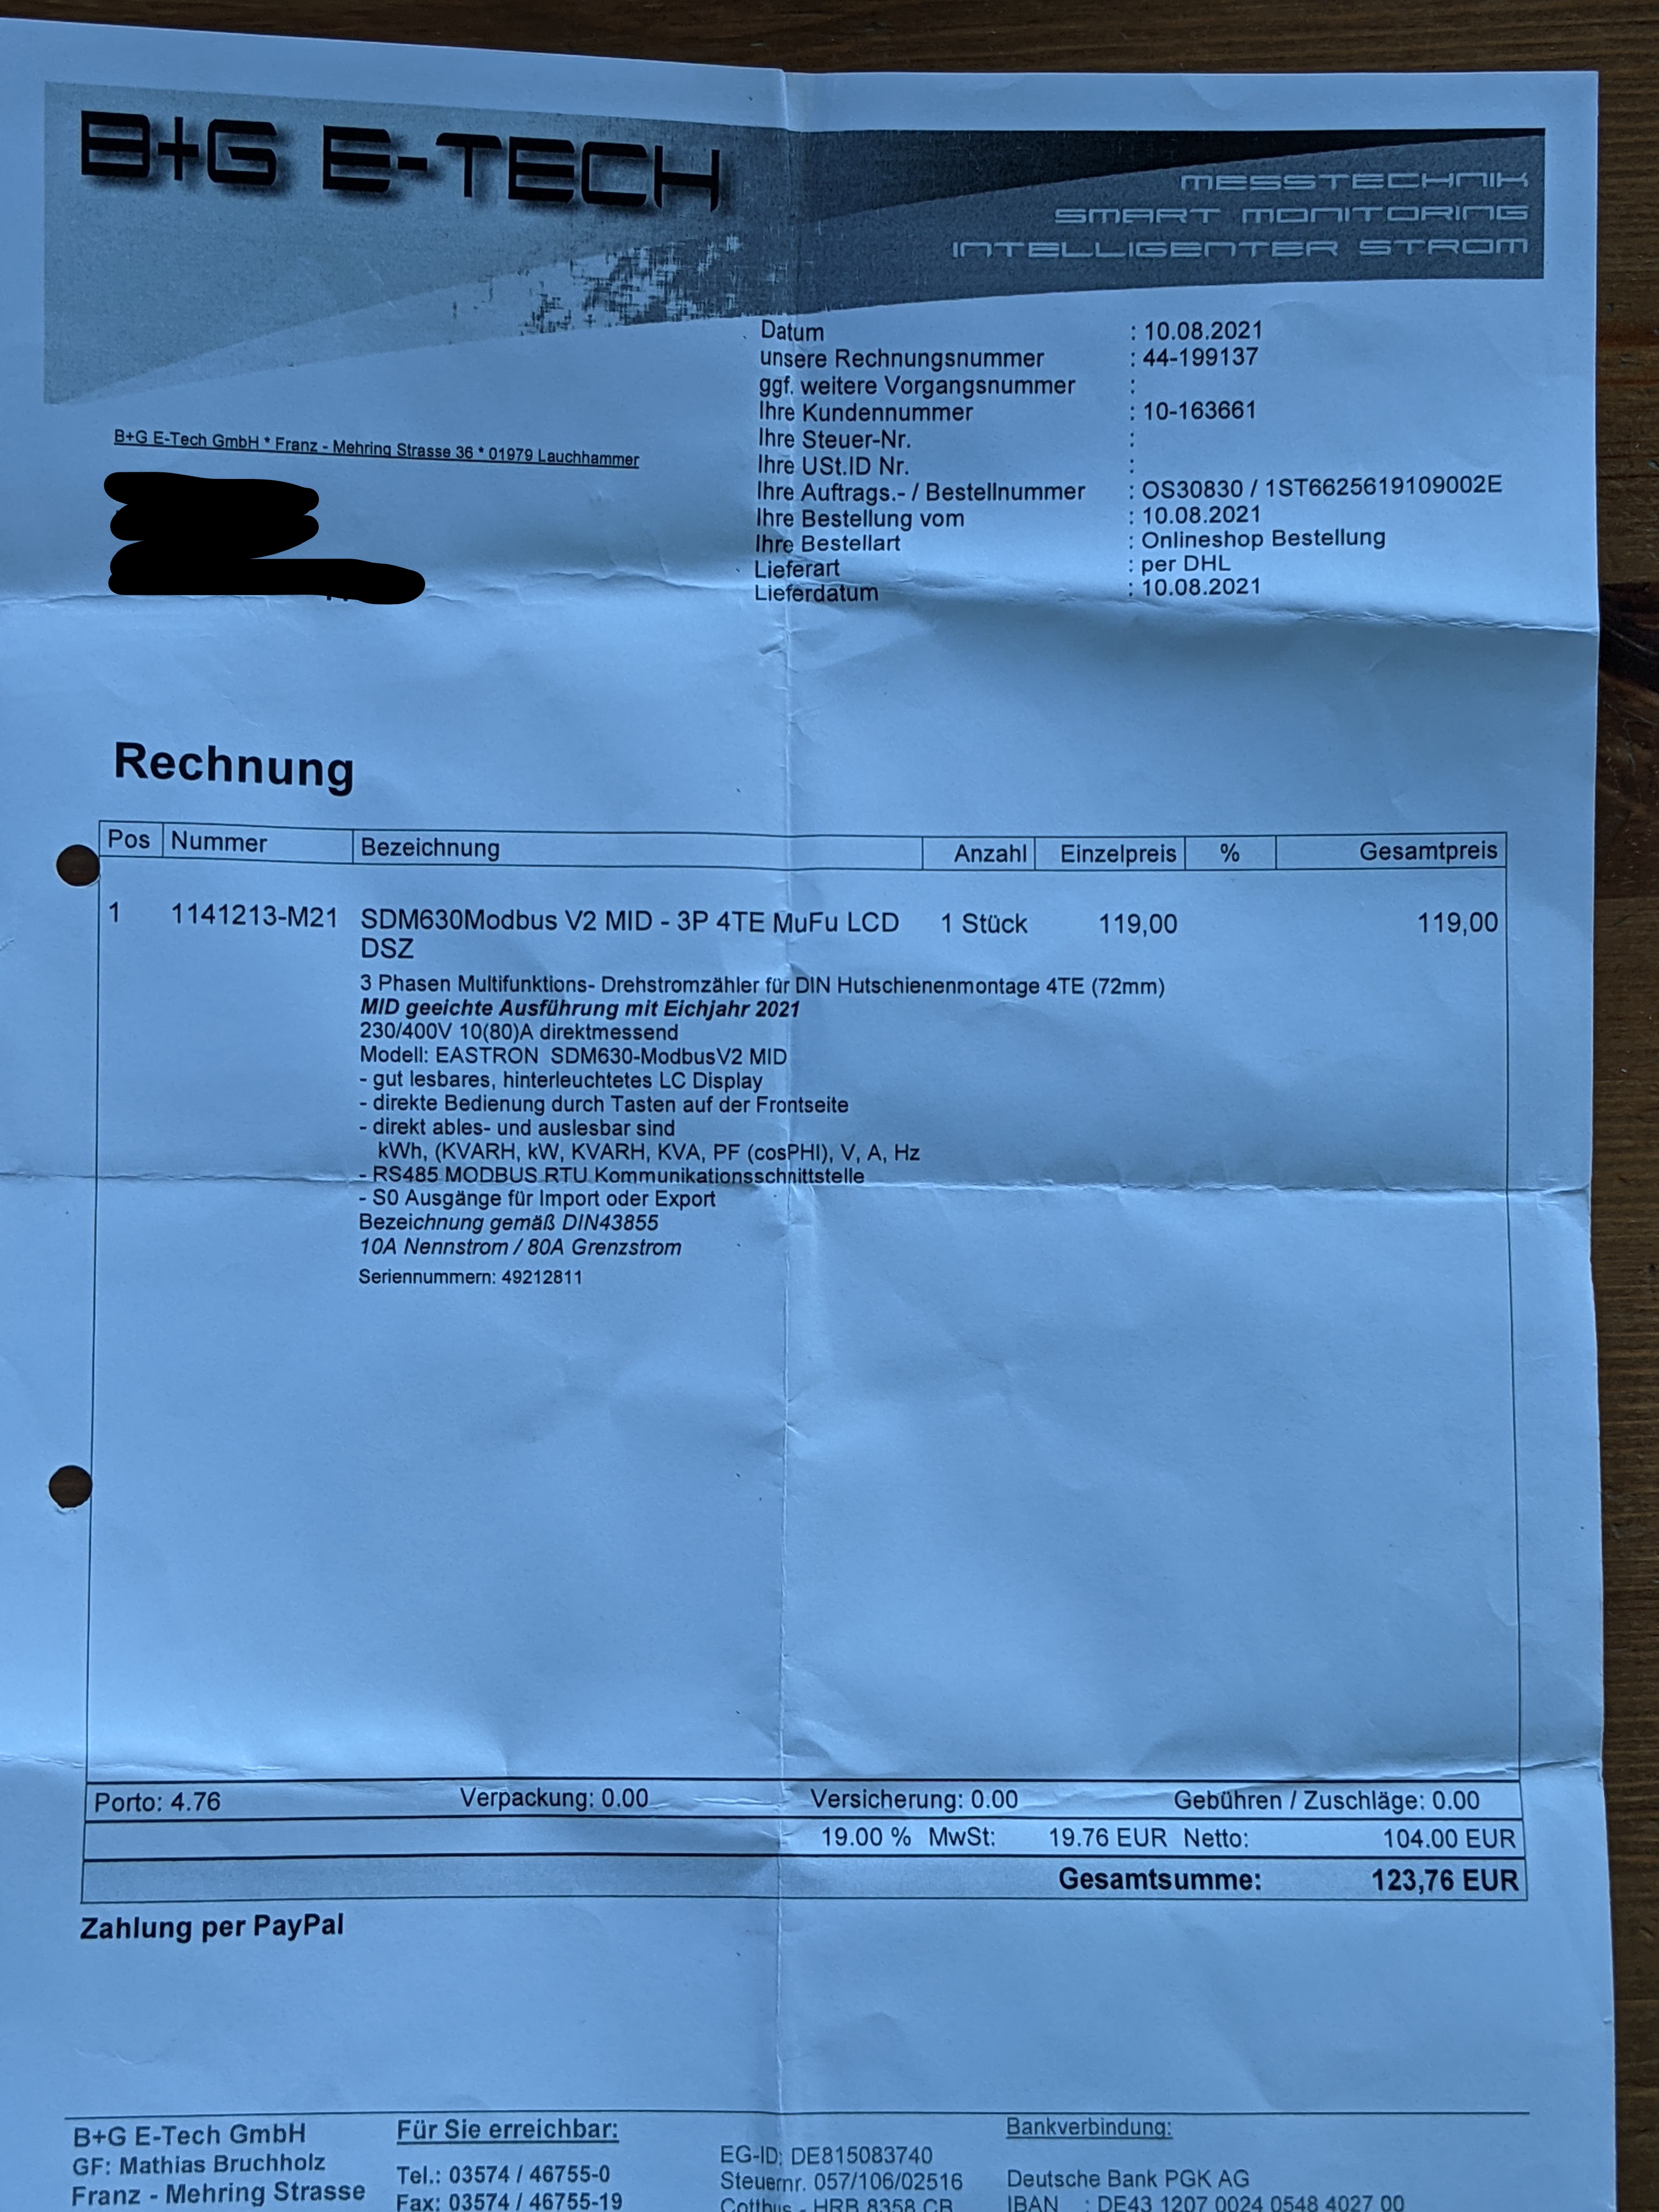 B+G E-TECH
MESSTECHNIK
SMART MONITORING
INTELLIGENTER STROM
Datum : 10.08.2021
unsere Rechnungsnummer : 44-199137
ggf. weitere Vorgangsnummer :
Ihre Kundennummer : 10-163661
Ihre Steuer-Nr. :
Ihre USt.ID Nr. :
Ihre Auftrags.- / Bestellnummer : OS30830 / 1ST6625619109002E
Ihre Bestellung vom : 10.08.2021
Ihre Bestellart : Onlineshop Bestellung
Lieferart : per DHL
Lieferdatum : 10.08.2021
B+G E-Tech GmbH * Franz - Mehring Strasse 36 * 01979 Lauchhammer
Rechnung
Pos Nummer Bezeichnung Anzahl Einzelpreis % Gesamtpreis
1 1141213-M21 SDM630Modbus V2 MID - 3P 4TE MuFu LCD 1 Stück 119,00 119,00
DSZ
3 Phasen Multifunktions- Drehstromzähler für DIN Hutschienenmontage 4TE (72mm)
MID geeichte Ausführung mit Eichjahr 2021
230/400V 10(80)A direktmessend
Modell: EASTRON SDM630-ModbusV2 MID
- gut lesbares, hinterleuchtetes LC Display
- direkte Bedienung durch Tasten auf der Frontseite
- direkt ables- und auslesbar sind
kWh, (KVARH, kW, KVARH, KVA, PF (cosPHI), V, A, Hz
- RS485 MODBUS RTU Kommunikationsschnittstelle
- S0 Ausgänge für Import oder Export
Bezeichnung gemäß DIN43855
10A Nennstrom / 80A Grenzstrom
Seriennummern: 49212811
Porto: 4.76 Verpackung: 0.00 Versicherung: 0.00 Gebühren / Zuschläge: 0.00
19.00 % MwSt: 19.76 EUR Netto: 104.00 EUR
Gesamtsumme: 123,76 EUR
Zahlung per PayPal
B+G E-Tech GmbH
GF: Mathias Bruchholz
Franz - Mehring Strasse
Für Sie erreichbar:
Tel.: 03574 / 46755-0
Fax: 03574 / 46755-19
EG-ID: DE815083740
Steuernr. 057/106/02516
Cottbus - HRB 8358 CB
Bankverbindung:
Deutsche Bank PGK AG
IBAN : DE43 1207 0024 0548 4027 00